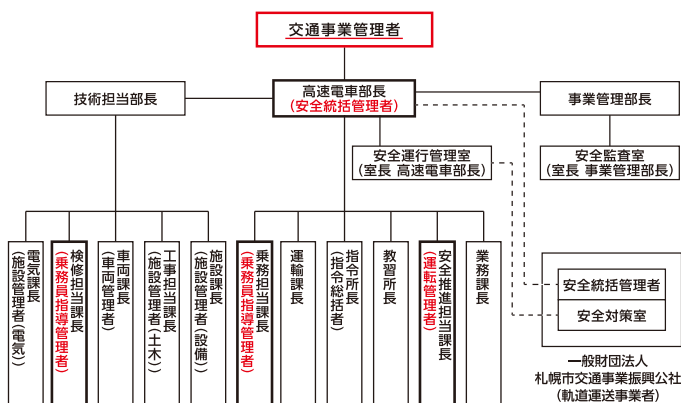 交通事業管理者
技術担当部長
高速電車部長
(安全統括管理者)
事業管理部長
安全運行管理室
(室長 高速電車部長)
安全監査室
(室長 事業管理部長)
電気課長
(施設管理者(電気))
検修担当課長
(乗務員指導管理者)
車両課長
(車両管理者)
工事担当課長
(施設管理者(土木))
施設課長
(施設管理者(設備))
乗務担当課長
(乗務員指導管理者)
運輸課長
指令所長
(指令総括者)
教習所長
安全推進担当課長
(運転管理者)
業務課長
安全統括管理者
安全対策室
一般財団法人
札幌市交通事業振興公社
(軌道運送事業者)